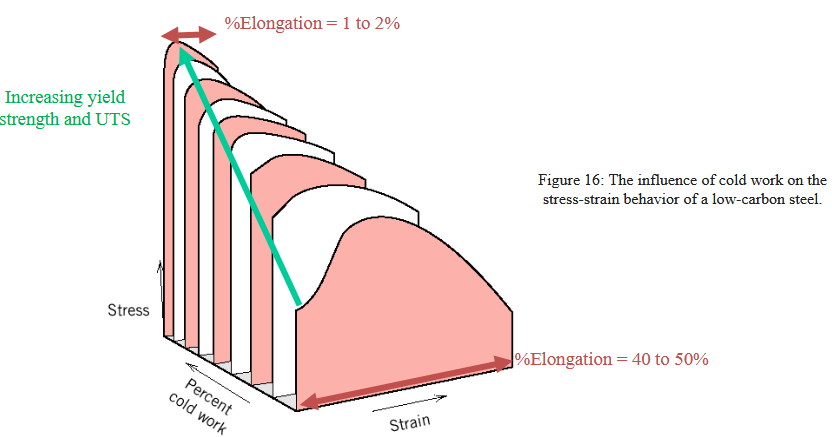 %Elongation = 1 to 2%
Increasing yield
strength and UTS
Figure 16: The influence of cold work on the
stress-strain behavior of a low-carbon steel.
Stress
%Elongation = 40 to 50%
Percent
cold work
Strain